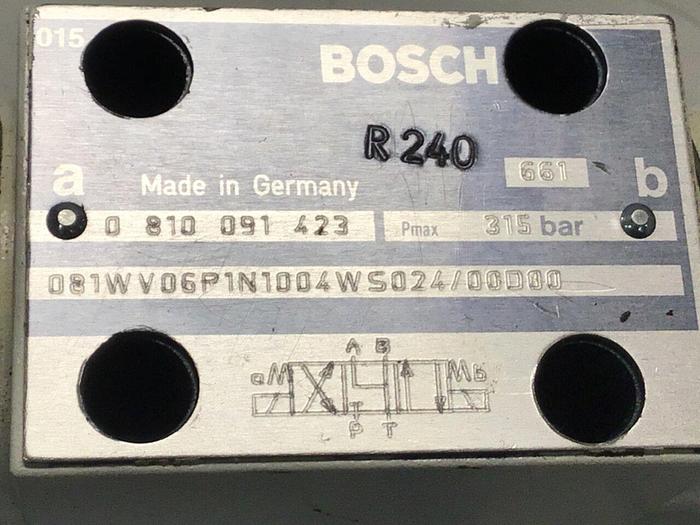 015
BOSCH
R 240
661
a Made in Germany b
0 810 091 423 Pmax 315 bar
081WV06P1N1004WS024/00D00
A B
a b
P T